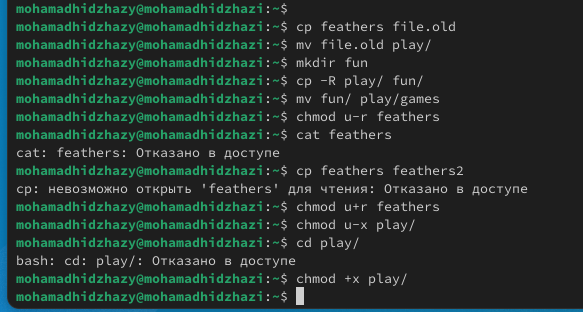 mohamadhidzhazy@mohamadhidzhazi:~$
mohamadhidzhazy@mohamadhidzhazi:~$ cp feathers file.old
mohamadhidzhazy@mohamadhidzhazi:~$ mv file.old play/
mohamadhidzhazy@mohamadhidzhazi:~$ mkdir fun
mohamadhidzhazy@mohamadhidzhazi:~$ cp -R play/ fun/
mohamadhidzhazy@mohamadhidzhazi:~$ mv fun/ play/games
mohamadhidzhazy@mohamadhidzhazi:~$ chmod u-r feathers
mohamadhidzhazy@mohamadhidzhazi:~$ cat feathers
cat: feathers: Отказано в доступе
mohamadhidzhazy@mohamadhidzhazi:~$ cp feathers feathers2
cp: невозможно открыть 'feathers' для чтения: Отказано в доступе
mohamadhidzhazy@mohamadhidzhazi:~$ chmod u+r feathers
mohamadhidzhazy@mohamadhidzhazi:~$ chmod u-x play/
mohamadhidzhazy@mohamadhidzhazi:~$ cd play/
bash: cd: play/: Отказано в доступе
mohamadhidzhazy@mohamadhidzhazi:~$ chmod +x play/
mohamadhidzhazy@mohamadhidzhazi:~$